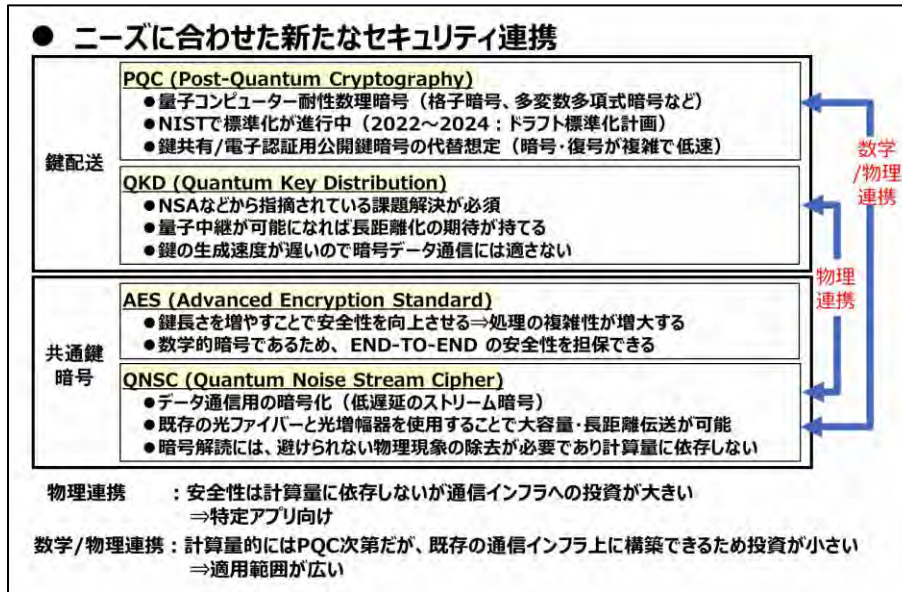 ● ニーズに合わせた新たなセキュリティ連携
鍵配送
PQC (Post-Quantum Cryptography)
●量子コンピューター耐性数理暗号（格子暗号、多変数多項式暗号など）
●NISTで標準化が進行中（2022～2024：ドラフト標準化計画）
●鍵共有/電子認証用公開鍵暗号の代替想定（暗号・復号が複雑で低速）
QKD (Quantum Key Distribution)
●NSAなどから指摘されている課題解決が必須
●量子中継が可能になれば長距離化の期待が持てる
●鍵の生成速度が遅いので暗号データ通信には適さない
共通鍵
暗号
AES (Advanced Encryption Standard)
●鍵長さを増やすことで安全性を向上させる⇒処理の複雑性が増大する
●数学的暗号であるため、END-TO-END の安全性を担保できる
QNSC (Quantum Noise Stream Cipher)
●データ通信用の暗号化（低遅延のストリーム暗号）
●既存の光ファイバーと光増幅器を使用することで大容量・長距離伝送が可能
●暗号解読には、避けられない物理現象の除去が必要であり計算量に依存しない
数学
/物理
連携
物理
連携
物理連携 ：安全性は計算量に依存しないが通信インフラへの投資が大きい
⇒特定アプリ向け
数学/物理連携：計算量的にはPQC次第だが、既存の通信インフラ上に構築できるため投資が小さい
⇒適用範囲が広い